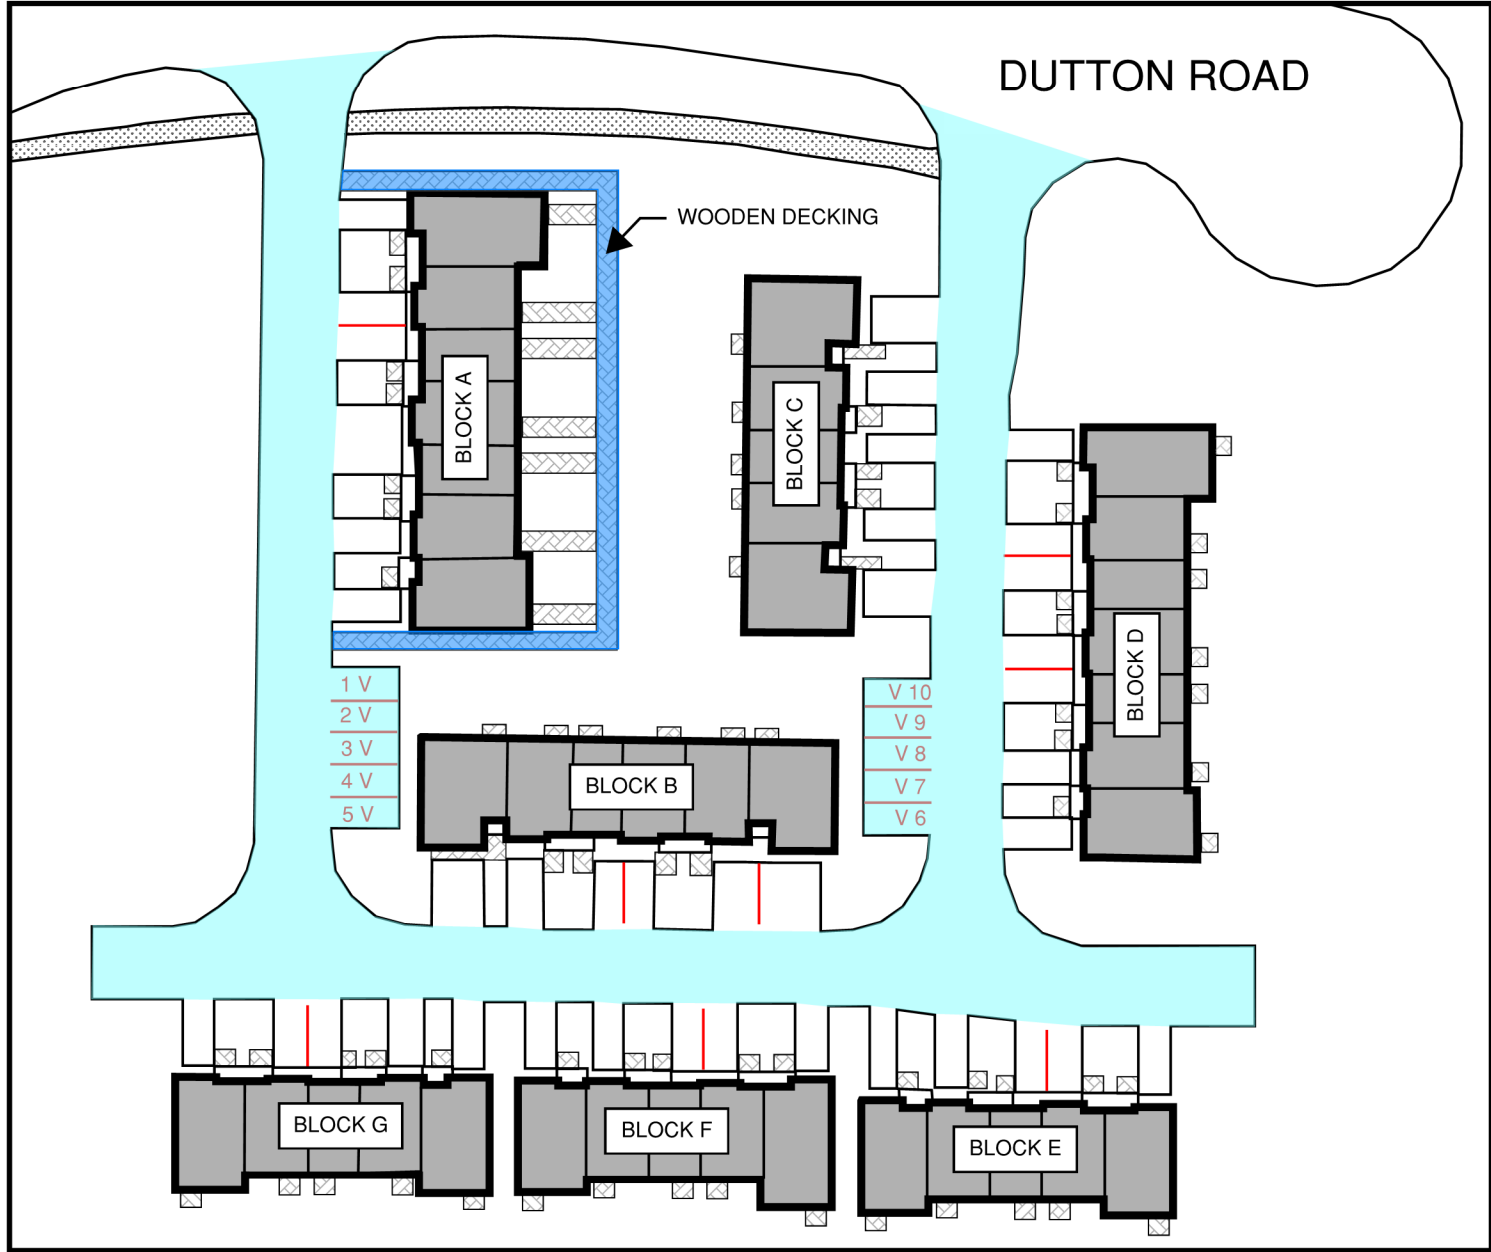 DUTTON ROAD
WOODEN DECKING
BLOCK A
BLOCK C
BLOCK D
1 V
2 V
3 V
4 V
5 V
V 10
V 9
V 8
V 7
V 6
BLOCK B
BLOCK G
BLOCK F
BLOCK E